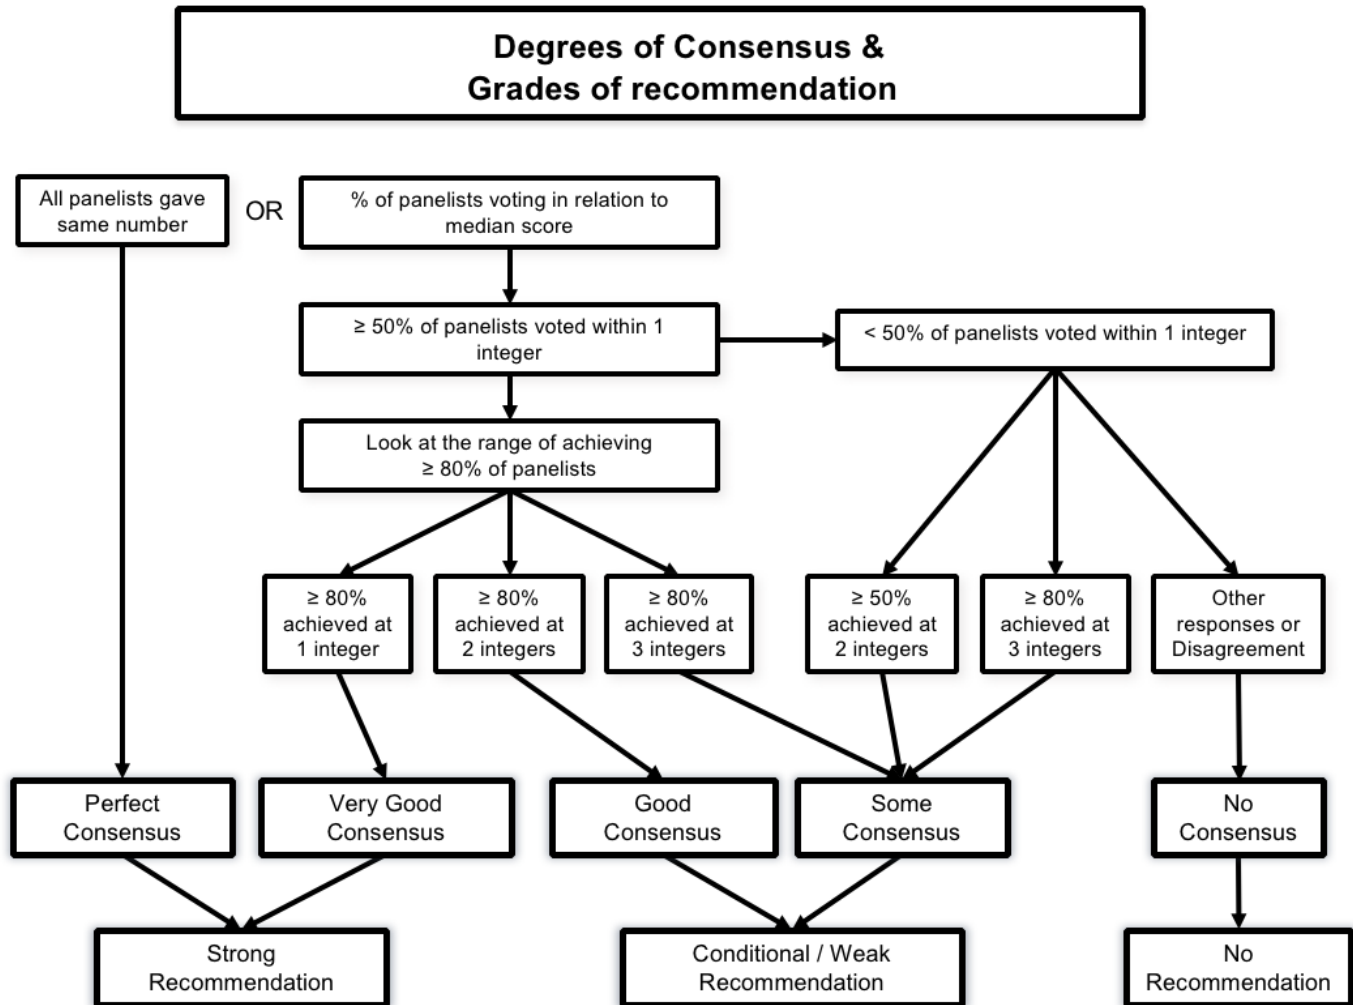 Degrees of Consensus &
Grades of recommendation
All panelists gave
same number
OR
% of panelists voting in relation to
median score
≥ 50% of panelists voted within 1
integer
< 50% of panelists voted within 1 integer
Look at the range of achieving
≥ 80% of panelists
≥ 80%
achieved at
1 integer
≥ 80%
achieved at
2 integers
≥ 80%
achieved at
3 integers
≥ 50%
achieved at
2 integers
≥ 80%
achieved at
3 integers
Other
responses or
Disagreement
Perfect
Consensus
Very Good
Consensus
Good
Consensus
Some
Consensus
No
Consensus
Strong
Recommendation
Conditional / Weak
Recommendation
No
Recommendation